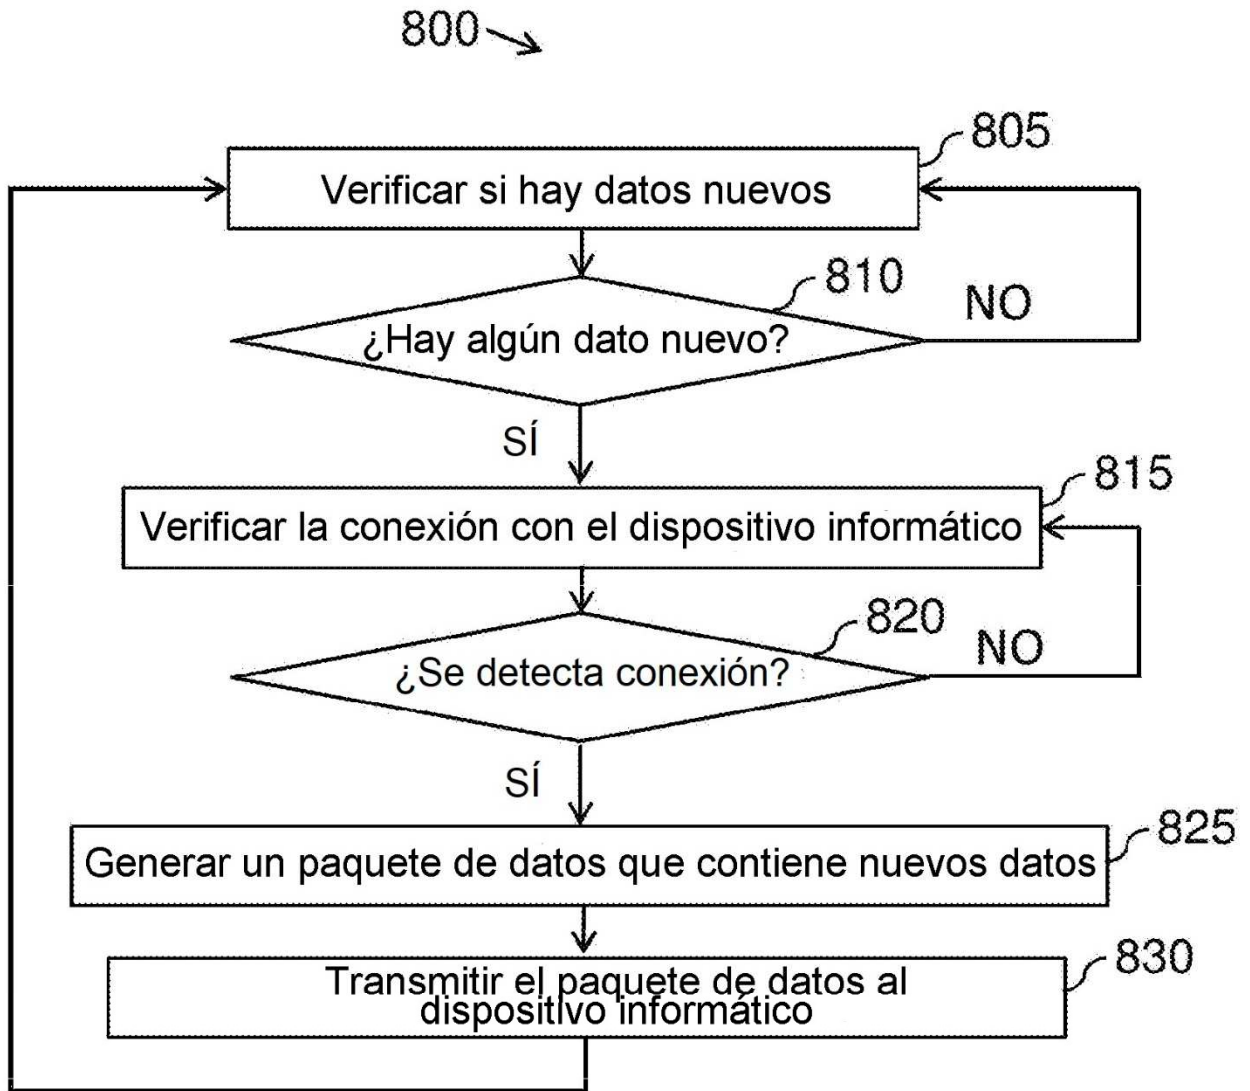 800
805
Verificar si hay datos nuevos
810
¿Hay algún dato nuevo?
NO
SÍ
815
Verificar la conexión con el dispositivo informático
820
¿Se detecta conexión?
NO
SÍ
825
Generar un paquete de datos que contiene nuevos datos
830
Transmitir el paquete de datos al
dispositivo informático